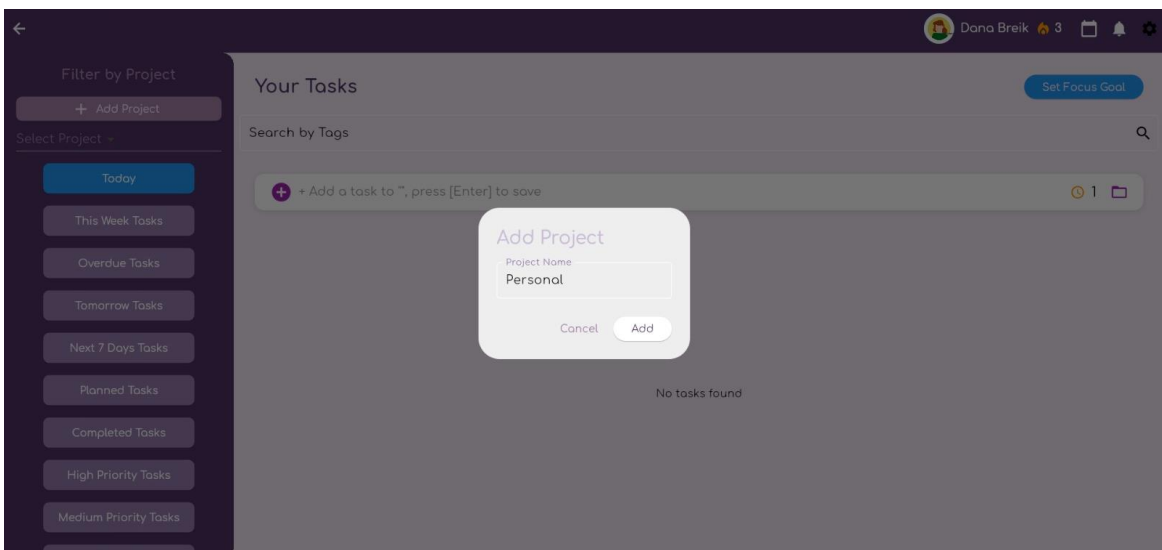 Dana Breik 3
Filter by Project
+ Add Project
Select Project
Today
This Week Tasks
Overdue Tasks
Tomorrow Tasks
Next 7 Days Tasks
Planned Tasks
Completed Tasks
High Priority Tasks
Medium Priority Tasks
Your Tasks
Set Focus Goal
Search by Tags
+ Add a task to "", press [Enter] to save
1
Add Project
Project Name
Personal
Cancel
Add
No tasks found